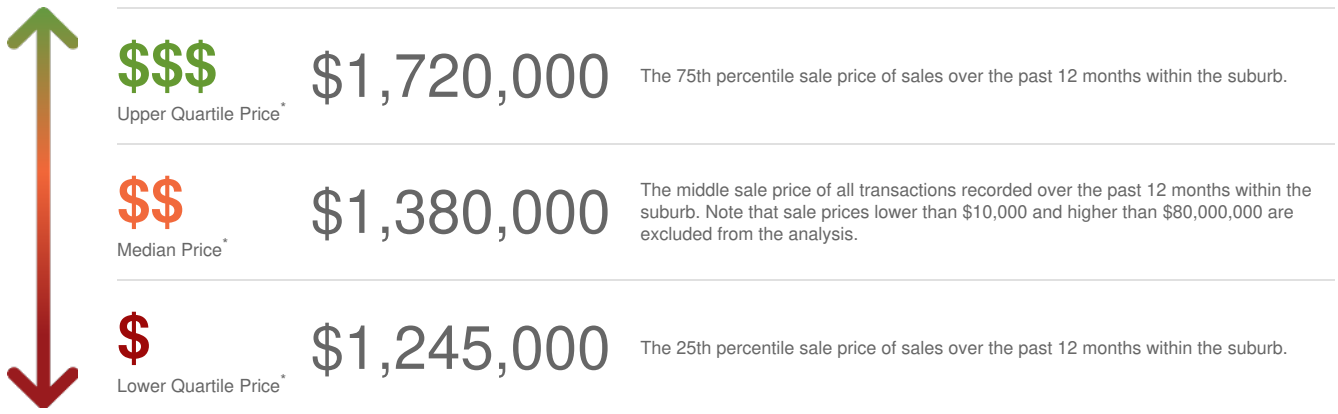 $$$
Upper Quartile Price*
$1,720,000
The 75th percentile sale price of sales over the past 12 months within the suburb.
$$
Median Price*
$1,380,000
The middle sale price of all transactions recorded over the past 12 months within the
suburb. Note that sale prices lower than $10,000 and higher than $80,000,000 are
excluded from the analysis.
$
Lower Quartile Price*
$1,245,000
The 25th percentile sale price of sales over the past 12 months within the suburb.